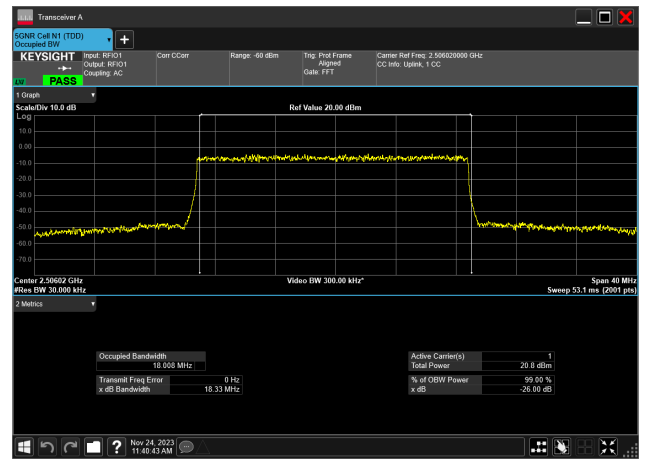 Transceiver A
5GNR Cell N1 (TDD)
Occupied BW
KEYSIGHT
Input: RFIO1
Output: RFIO1
Coupling: AC
Corr CCorr
Range: -60 dBm
Trig: Prot Frame
Aligned
Gate: FFT
Carrier Ref Freq: 2.506020000 GHz
CC Info: Uplink, 1 CC
LW PASS
1 Graph
Scale/Div 10.0 dB
Ref Value 20.00 dBm
Log
10.0
0.00
-10.0
-20.0
-30.0
-40.0
-50.0
-60.0
-70.0
Center 2.50602 GHz
Video BW 300.00 kHz*
Span 40 MHz
#Res BW 30.000 kHz
Sweep 53.1 ms (2001 pts)
2 Metrics
Occupied Bandwidth
18.008 MHz
Active Carrier(s) 1
Total Power 20.8 dBm
Transmit Freq Error 0 Hz
x dB Bandwidth 18.33 MHz
% of OBW Power 99.00 %
x dB -26.00 dB
Nov 24, 2023
11:40:43 AM